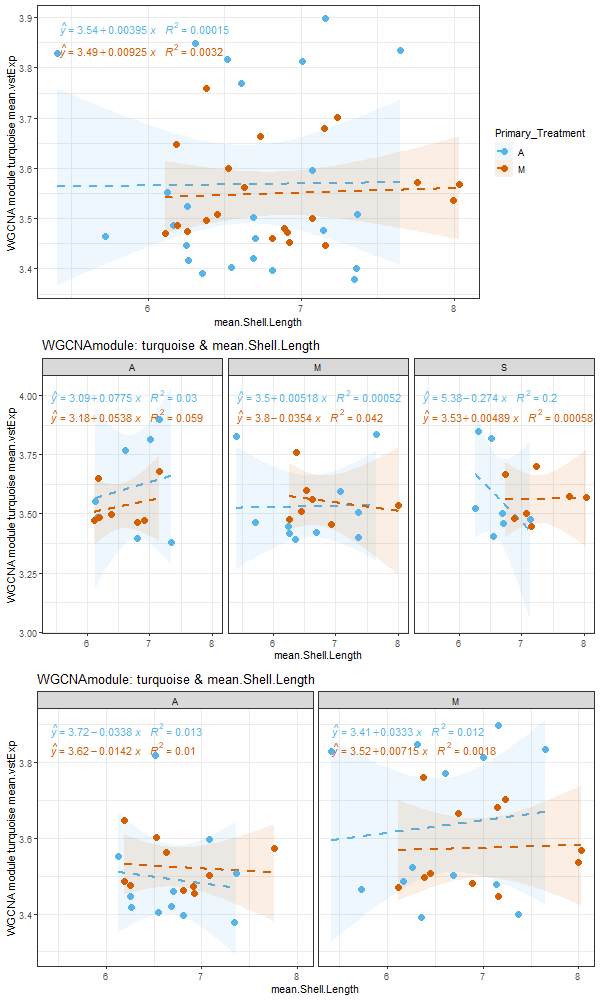 ŷ = 3.54 + 0.00395 x R² = 0.00015
ŷ = 3.49 + 0.00925 x R² = 0.0032
3.9
3.8
3.7
3.6
3.5
3.4
WGCNA module turquoise mean.vstExp
6 7 8
mean.Shell.Length
Primary_Treatment
A
M
WGCNAmodule: turquoise & mean.Shell.Length
A M S
ŷ = 3.09 + 0.0775 x R² = 0.03
ŷ = 3.18 + 0.0538 x R² = 0.059
ŷ = 3.5 + 0.00518 x R² = 0.00052
ŷ = 3.8 − 0.0354 x R² = 0.042
ŷ = 5.38 − 0.274 x R² = 0.2
ŷ = 3.53 + 0.00489 x R² = 0.00058
4.00
3.75
3.50
3.25
3.00
WGCNA module turquoise mean.vstExp
6 7 8 6 7 8 6 7 8
mean.Shell.Length
WGCNAmodule: turquoise & mean.Shell.Length
A M
ŷ = 3.72 − 0.0338 x R² = 0.013
ŷ = 3.62 − 0.0142 x R² = 0.01
ŷ = 3.41 + 0.0333 x R² = 0.012
ŷ = 3.52 + 0.00715 x R² = 0.0018
3.8
3.6
3.4
WGCNA module turquoise mean.vstExp
6 7 8 6 7 8
mean.Shell.Length